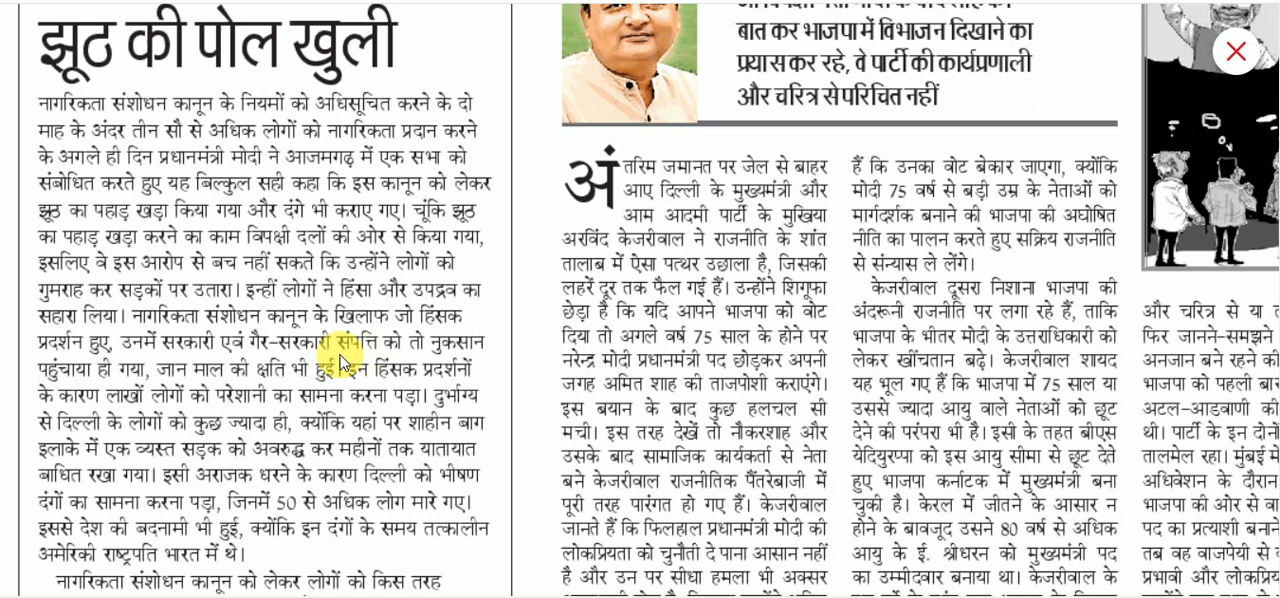 झूठ की पोल खुली
नागरिकता संशोधन कानून के नियमों को अधिसूचित करने के दो
माह के अंदर तीन सौ से अधिक लोगों को नागरिकता प्रदान करने
के अगले ही दिन प्रधानमंत्री मोदी ने आजमगढ़ में एक सभा को
संबोधित करते हुए यह बिल्कुल सही कहा कि इस कानून को लेकर
झूठ का पहाड़ खड़ा किया गया और दंगे भी कराए गए। चूंकि झूठ
का पहाड़ खड़ा करने का काम विपक्षी दलों की ओर से किया गया,
इसलिए वे इस आरोप से बच नहीं सकते कि उन्होंने लोगों को
गुमराह कर सड़कों पर उतारा। इन्हीं लोगों ने हिंसा और उपद्रव का
सहारा लिया। नागरिकता संशोधन कानून के खिलाफ जो हिंसक
प्रदर्शन हुए, उनमें सरकारी एवं गैर-सरकारी संपत्ति को तो नुकसान
पहुंचाया ही गया, जान माल की क्षति भी हुई। इन हिंसक प्रदर्शनों
के कारण लाखों लोगों को परेशानी का सामना करना पड़ा। दुर्भाग्य
से दिल्ली के लोगों को कुछ ज्यादा ही, क्योंकि यहां पर शाहीन बाग
इलाके में एक व्यस्त सड़क को अवरुद्ध कर महीनों तक यातायात
बाधित रखा गया। इसी अराजक धरने के कारण दिल्ली को भीषण
दंगों का सामना करना पड़ा, जिनमें 50 से अधिक लोग मारे गए।
इससे देश की बदनामी भी हुई, क्योंकि इन दंगों के समय तत्कालीन
अमेरिकी राष्ट्रपति भारत में थे।
नागरिकता संशोधन कानून को लेकर लोगों को किस तरह
बात कर भाजपा में विभाजन दिखाने का
प्रयास कर रहे, वे पार्टी की कार्यप्रणाली
और चरित्र से परिचित नहीं
अंतरिम जमानत पर जेल से बाहर
आए दिल्ली के मुख्यमंत्री और
आम आदमी पार्टी के मुखिया
अरविंद केजरीवाल ने राजनीति के शांत
तालाब में ऐसा पत्थर उछाला है, जिसकी
लहरें दूर तक फैल गई हैं। उन्होंने शिगूफा
छेड़ा है कि यदि आपने भाजपा को वोट
दिया तो अगले वर्ष 75 साल के होने पर
नरेन्द्र मोदी प्रधानमंत्री पद छोड़कर अपनी
जगह अमित शाह की ताजपोशी कराएंगे।
इस बयान के बाद कुछ हलचल सी
मची। इस तरह देखें तो नौकरशाह और
उसके बाद सामाजिक कार्यकर्ता से नेता
बने केजरीवाल राजनीतिक पैंतरेबाजी में
पूरी तरह पारंगत हो गए हैं। केजरीवाल
जानते हैं कि फिलहाल प्रधानमंत्री मोदी की
लोकप्रियता को चुनौती दे पाना आसान नहीं
है और उन पर सीधा हमला भी अक्सर
हैं कि उनका वोट बेकार जाएगा, क्योंकि
मोदी 75 वर्ष से बड़ी उम्र के नेताओं को
मार्गदर्शक बनाने की भाजपा की अघोषित
नीति का पालन करते हुए सक्रिय राजनीति
से संन्यास ले लेंगे।
केजरीवाल दूसरा निशाना भाजपा की
अंदरूनी राजनीति पर लगा रहे हैं, ताकि
भाजपा के भीतर मोदी के उत्तराधिकारी को
लेकर खींचतान बढ़े। केजरीवाल शायद
यह भूल गए हैं कि भाजपा में 75 साल या
उससे ज्यादा आयु वाले नेताओं को छूट
देने की परंपरा भी है। इसी के तहत बीएस
येदियुरप्पा को इस आयु सीमा से छूट देते
हुए भाजपा कर्नाटक में मुख्यमंत्री बना
चुकी है। केरल में जीतने के आसार न
होने के बावजूद उसने 80 वर्ष से अधिक
आयु के ई. श्रीधरन को मुख्यमंत्री पद
का उम्मीदवार बनाया था। केजरीवाल के
और चरित्र से या त
फिर जानने-समझने
अनजान बने रहने की
भाजपा को पहली बार
अटल-आडवाणी की
थी। पार्टी के इन दोनों
तालमेल रहा। मुंबई में
अधिवेशन के दौरान
भाजपा की ओर से वा
पद का प्रत्याशी बनाने
तब वह वाजपेयी से
प्रभावी और लोकप्रिय